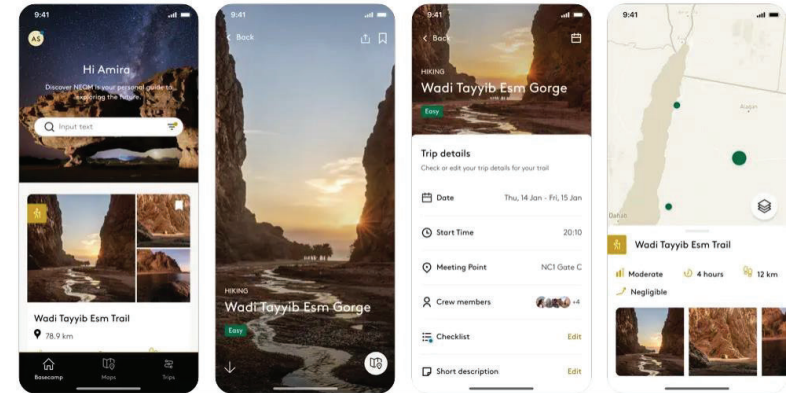 9:41
AS
Hi Amira
Discover NEOM is your personal guide to
exploring the future.
Input text
Wadi Tayyib Esm Trail
78.9 km
Basecamp
Maps
Trips
9:41
Back
HIKING
Wadi Tayyib Esm Gorge
Easy
9:41
Back
HIKING
Wadi Tayyib Esm Gorge
Easy
Trip details
Check or edit your trip details for your trail
Date Thu, 14 Jan - Fri, 15 Jan
Start Time 20:10
Meeting Point NC1 Gate C
Crew members +4
Checklist Edit
Short description Edit
9:41
Wadi Tayyib Esm Trail
Moderate 4 hours 12 km
Negligible